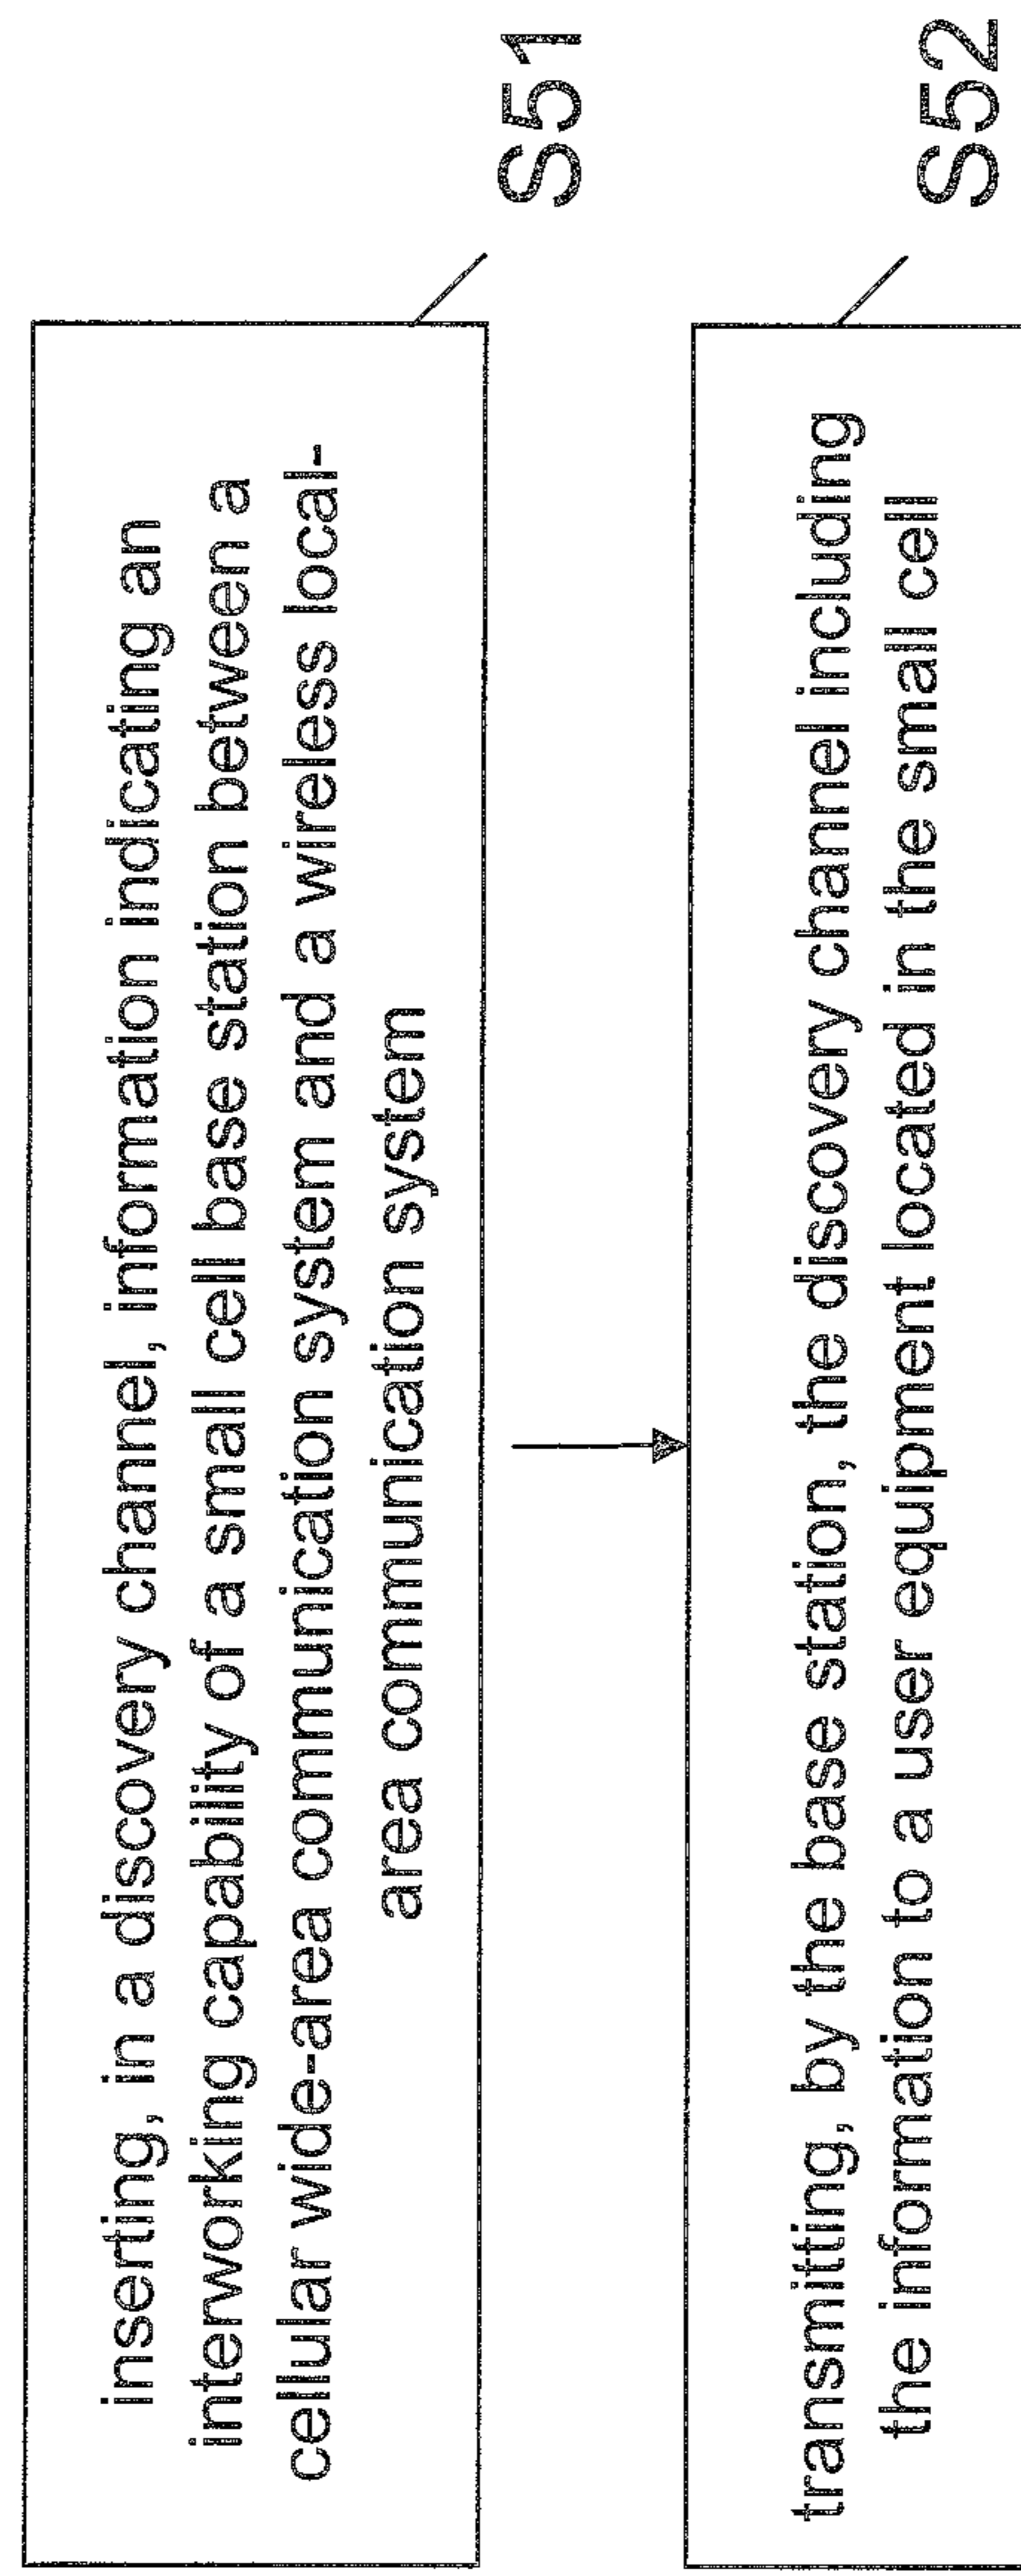 inserting, in a discovery channel, information indicating an
interworking capability of a small cell base station between a
cellular wide-area communication system and a wireless local-
area communication system
S51
transmitting, by the base station, the discovery channel including
the information to a user equipment located in the small cell
S52